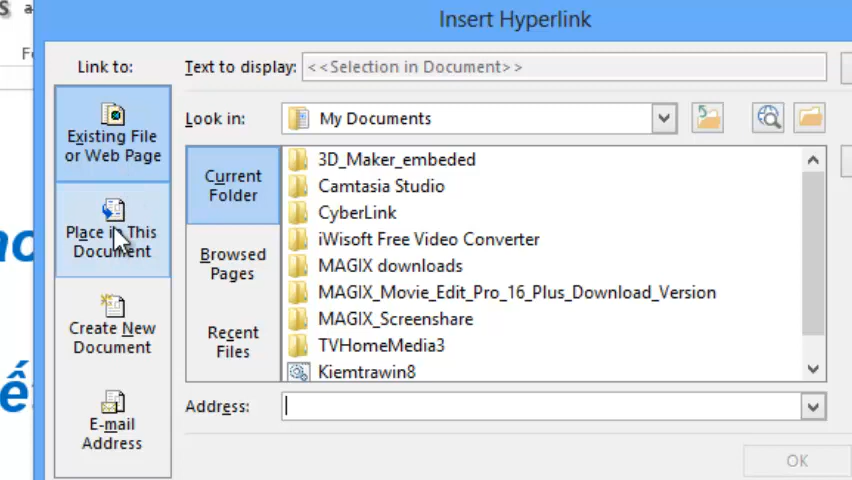 Insert Hyperlink
Link to:
Text to display: <<Selection in Document>>
Existing File
or Web Page
Place in This
Document
Create New
Document
E-mail
Address
Look in: My Documents
Current
Folder
Browsed
Pages
Recent
Files
3D_Maker_embeded
Camtasia Studio
CyberLink
iWisoft Free Video Converter
MAGIX downloads
MAGIX_Movie_Edit_Pro_16_Plus_Download_Version
MAGIX_Screenshare
TVHomeMedia3
Kiemtrawin8
Address:
OK